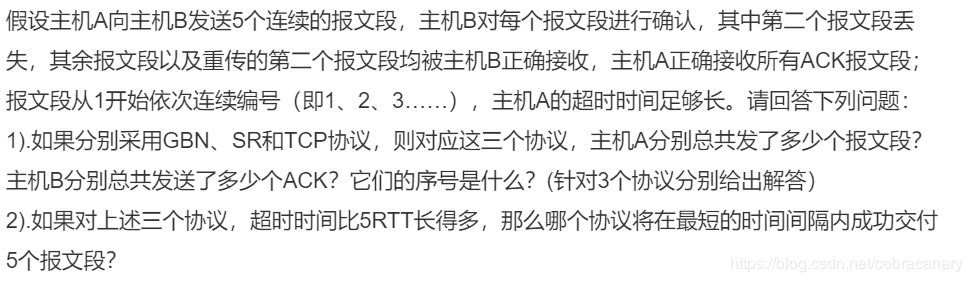 假设主机A向主机B发送5个连续的报文段，主机B对每个报文段进行确认，其中第二个报文段丢
失，其余报文段以及重传的第二个报文段均被主机B正确接收，主机A正确接收所有ACK报文段；
报文段从1开始依次连续编号（即1、2、3……），主机A的超时时间足够长。请回答下列问题：
1).如果分别采用GBN、SR和TCP协议，则对应这三个协议，主机A分别总共发了多少个报文段？
主机B分别总共发送了多少个ACK？它们的序号是什么？(针对3个协议分别给出解答）
2).如果对上述三个协议，超时时间比5RTT长得多，那么哪个协议将在最短的时间间隔内成功交付
5个报文段？
https://blog.csdn.net/cobracanary